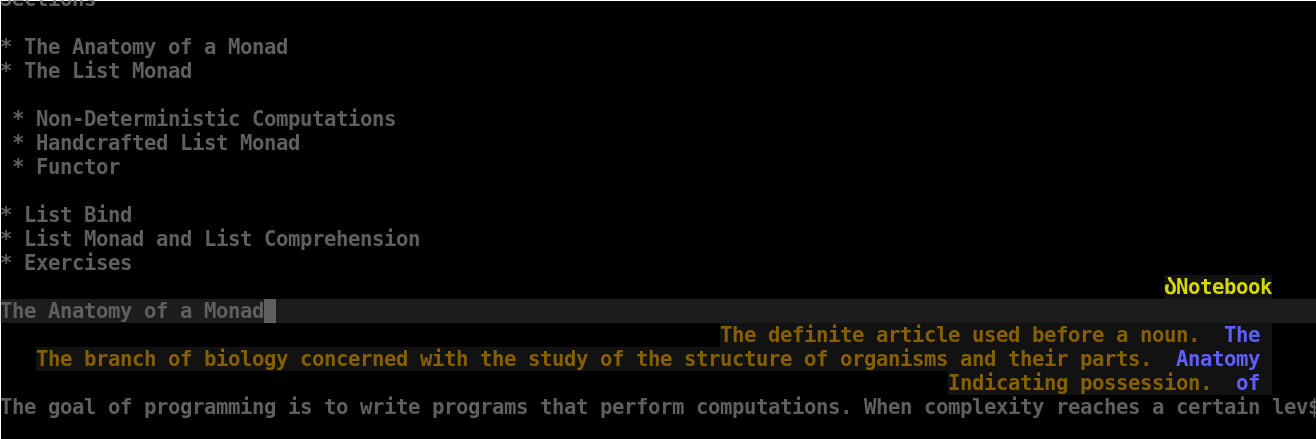 Sections
* The Anatomy of a Monad
* The List Monad
* Non-Deterministic Computations
* Handcrafted List Monad
* Functor
* List Bind
* List Monad and List Comprehension
* Exercises
Notebook
The Anatomy of a Monad
The definite article used before a noun. The
The branch of biology concerned with the study of the structure of organisms and their parts. Anatomy
Indicating possession. of
The goal of programming is to write programs that perform computations. When complexity reaches a certain lev$